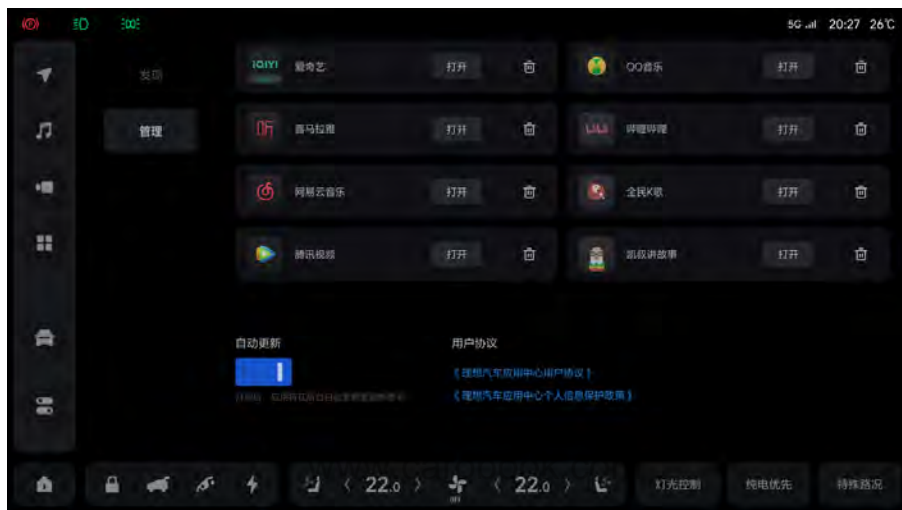 5G 20:27 26℃
发现
管理
iQIYI 爱奇艺 打开
QQ音乐 打开
听 喜马拉雅 打开
哔哩哔哩 打开
网易云音乐 打开
全民K歌 打开
腾讯视频 打开
凯叔讲故事 打开
自动更新
用户协议
《理想汽车应用中心用户协议》
《理想汽车应用中心个人信息保护政策》
22.0
OFF
22.0
灯光控制
纯电优先
特殊路况